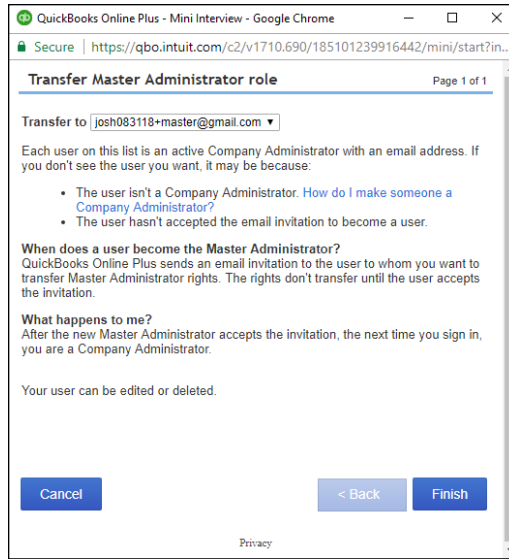 QuickBooks Online Plus - Mini Interview - Google Chrome
Secure | https://qbo.intuit.com/c2/v1710.690/185101239916442/mini/start?in...
Transfer Master Administrator role
Page 1 of 1
Transfer to josh083118+master@gmail.com
Each user on this list is an active Company Administrator with an email address. If
you don't see the user you want, it may be because:
• The user isn't a Company Administrator. How do I make someone a
Company Administrator?
• The user hasn't accepted the email invitation to become a user.
When does a user become the Master Administrator?
QuickBooks Online Plus sends an email invitation to the user to whom you want to
transfer Master Administrator rights. The rights don't transfer until the user accepts
the invitation.
What happens to me?
After the new Master Administrator accepts the invitation, the next time you sign in,
you are a Company Administrator.
Your user can be edited or deleted.
Cancel
< Back
Finish
Privacy